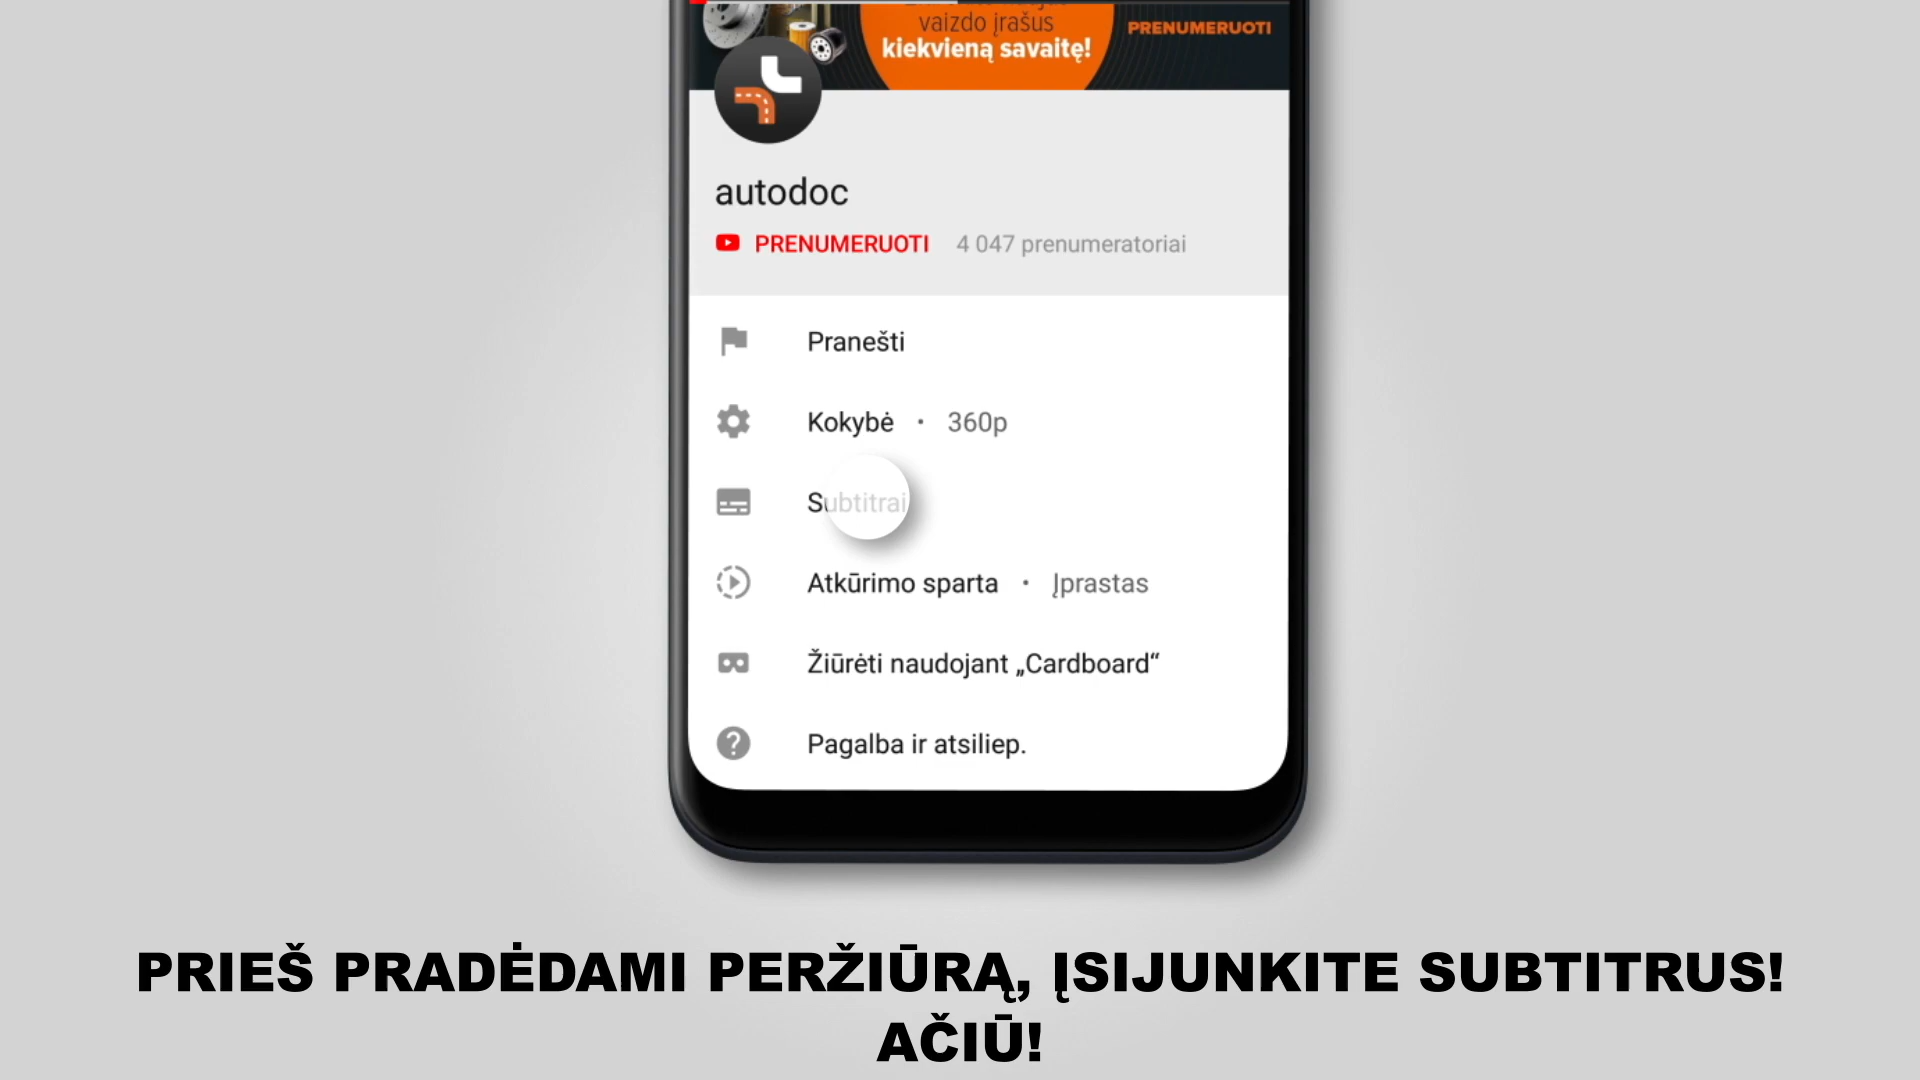 vaizdo įrašus
kiekvieną savaitę!
PRENUMERUOTI
autodoc
PRENUMERUOTI 4 047 prenumeratoriai
Pranešti
Kokybė • 360p
Subtitrai
Atkūrimo sparta • Įprastas
Žiūrėti naudojant „Cardboard“
Pagalba ir atsiliep.
PRIEŠ PRADĖDAMI PERŽIŪRĄ, ĮSIJUNKITE SUBTITRUS!
AČIŪ!